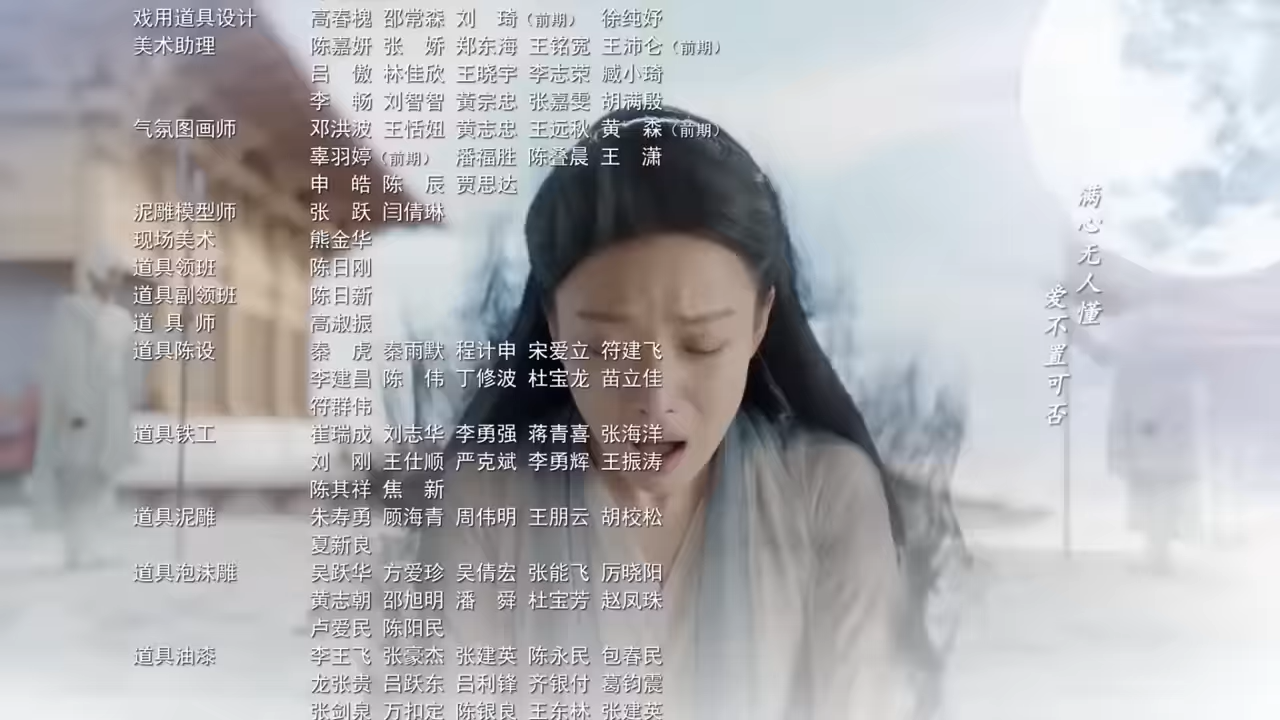 戏用道具设计 高春槐 邵常森 刘 琦（前期） 徐纯妤
美术助理 陈嘉妍 张 娇 郑东海 王铭宽 王沛仑（前期）
吕 傲 林佳欣 王晓宇 李志荣 臧小琦
李 畅 刘智智 黄宗忠 张嘉雯 胡满殷
气氛图画师 邓洪波 王恬妞 黄志忠 王远秋 黄 森（前期）
辜羽婷（前期） 潘福胜 陈叠晨 王 潇
申 皓 陈 辰 贾思达
泥雕模型师 张 跃 闫倩琳
现场美术 熊金华
道具领班 陈日刚
道具副领班 陈日新
道 具 师 高淑振
道具陈设 秦 虎 秦雨默 程计申 宋爱立 符建飞
李建昌 陈 伟 丁修波 杜宝龙 苗立佳
符群伟
道具铁工 崔瑞成 刘志华 李勇强 蒋青喜 张海洋
刘 刚 王仕顺 严克斌 李勇辉 王振涛
陈其祥 焦 新
道具泥雕 朱寿勇 顾海青 周伟明 王朋云 胡校松
夏新良
道具泡沫雕 吴跃华 方爱珍 吴倩宏 张能飞 厉晓阳
黄志朝 邵旭明 潘 舜 杜宝芳 赵凤珠
卢爱民 陈阳民
道具油漆 李王飞 张豪杰 张建英 陈永民 包春民
龙张贵 吕跃东 吕利锋 齐银付 葛钧震
张剑泉 万扣定 陈银良 王东林 张建英
满心无人懂
爱不置可否